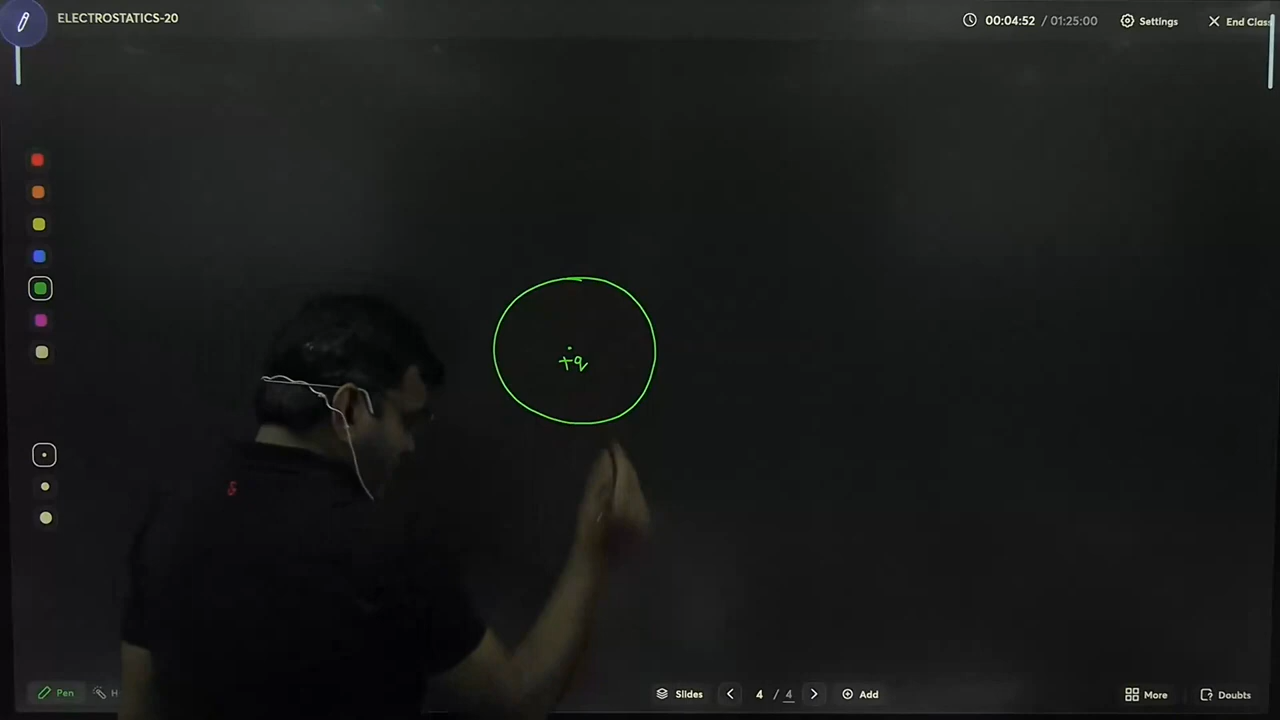 ELECTROSTATICS-20
00:04:52 / 01:25:00
Settings
End Class
+q
Pen
H
Slides
4 / 4
Add
More
Doubts